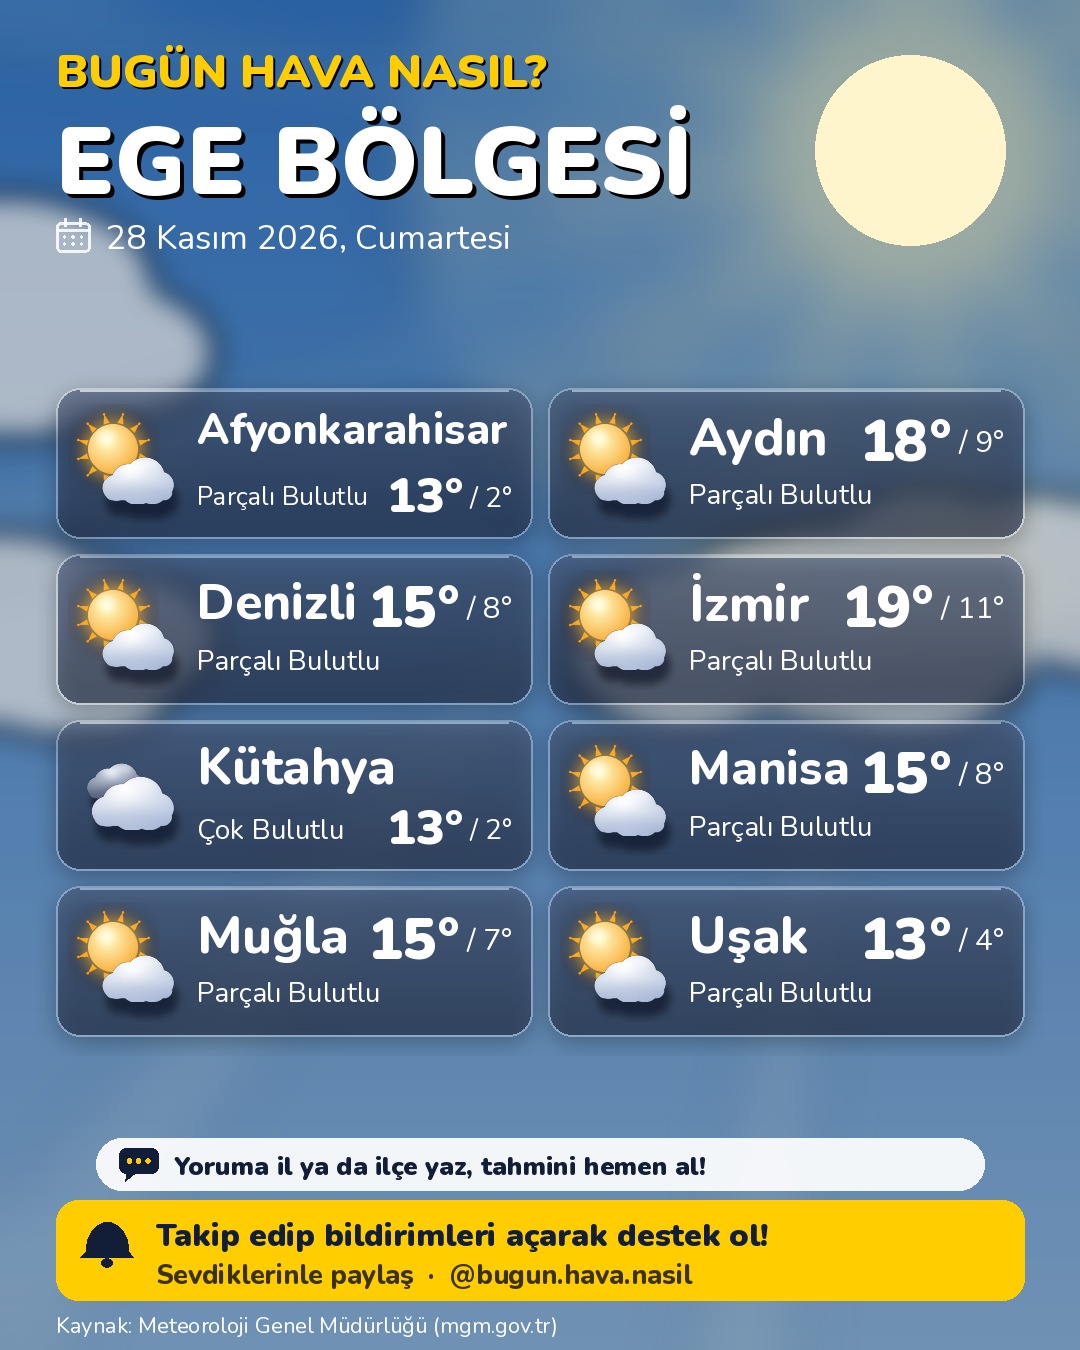 BUGÜN HAVA NASIL?
EGE BÖLGESİ
28 Kasım 2026, Cumartesi
Afyonkarahisar
Parçalı Bulutlu 13° / 2°
Aydın 18° / 9°
Parçalı Bulutlu
Denizli 15° / 8°
Parçalı Bulutlu
İzmir 19° / 11°
Parçalı Bulutlu
Kütahya
Çok Bulutlu 13° / 2°
Manisa 15° / 8°
Parçalı Bulutlu
Muğla 15° / 7°
Parçalı Bulutlu
Uşak 13° / 4°
Parçalı Bulutlu
Yoruma il ya da ilçe yaz, tahmini hemen al!
Takip edip bildirimleri açarak destek ol!
Sevdiklerinle paylaş · @bugun.hava.nasil
Kaynak: Meteoroloji Genel Müdürlüğü (mgm.gov.tr)